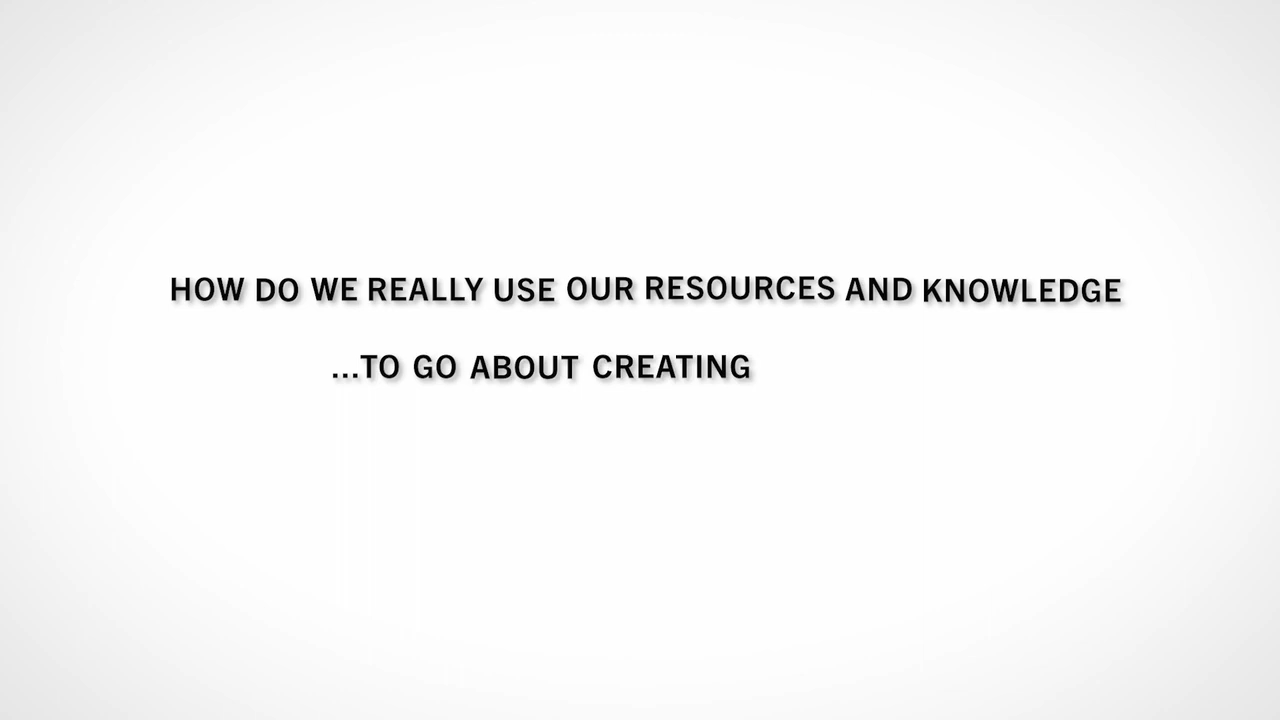 HOW DO WE REALLY USE OUR RESOURCES AND KNOWLEDGE
...TO GO ABOUT CREATING